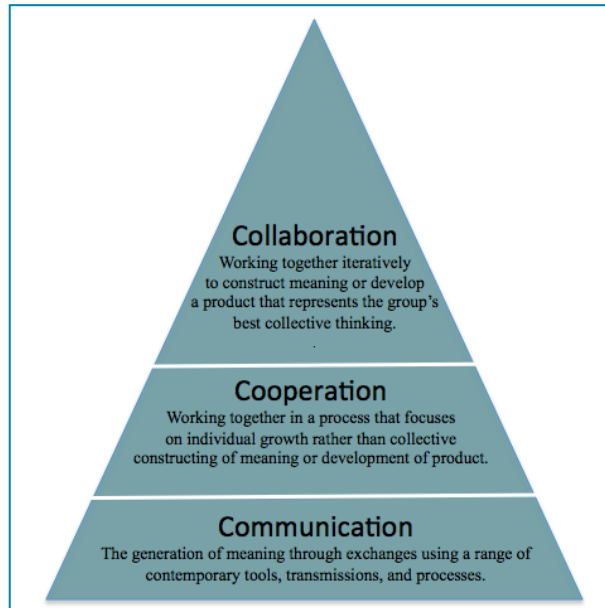 Collaboration
Working together iteratively
to construct meaning or develop
a product that represents the group's
best collective thinking.
.
Cooperation
Working together in a process that focuses
on individual growth rather than collective
constructing of meaning or development of product.
Communication
The generation of meaning through exchanges using a range of
contemporary tools, transmissions, and processes.